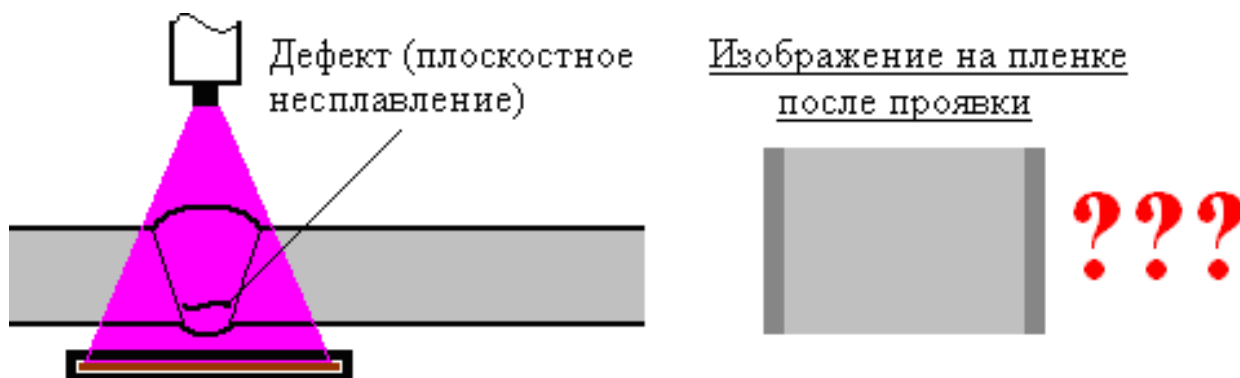 Дефект (плоскостное
несплавление)
Изображение на пленке
после проявки
???